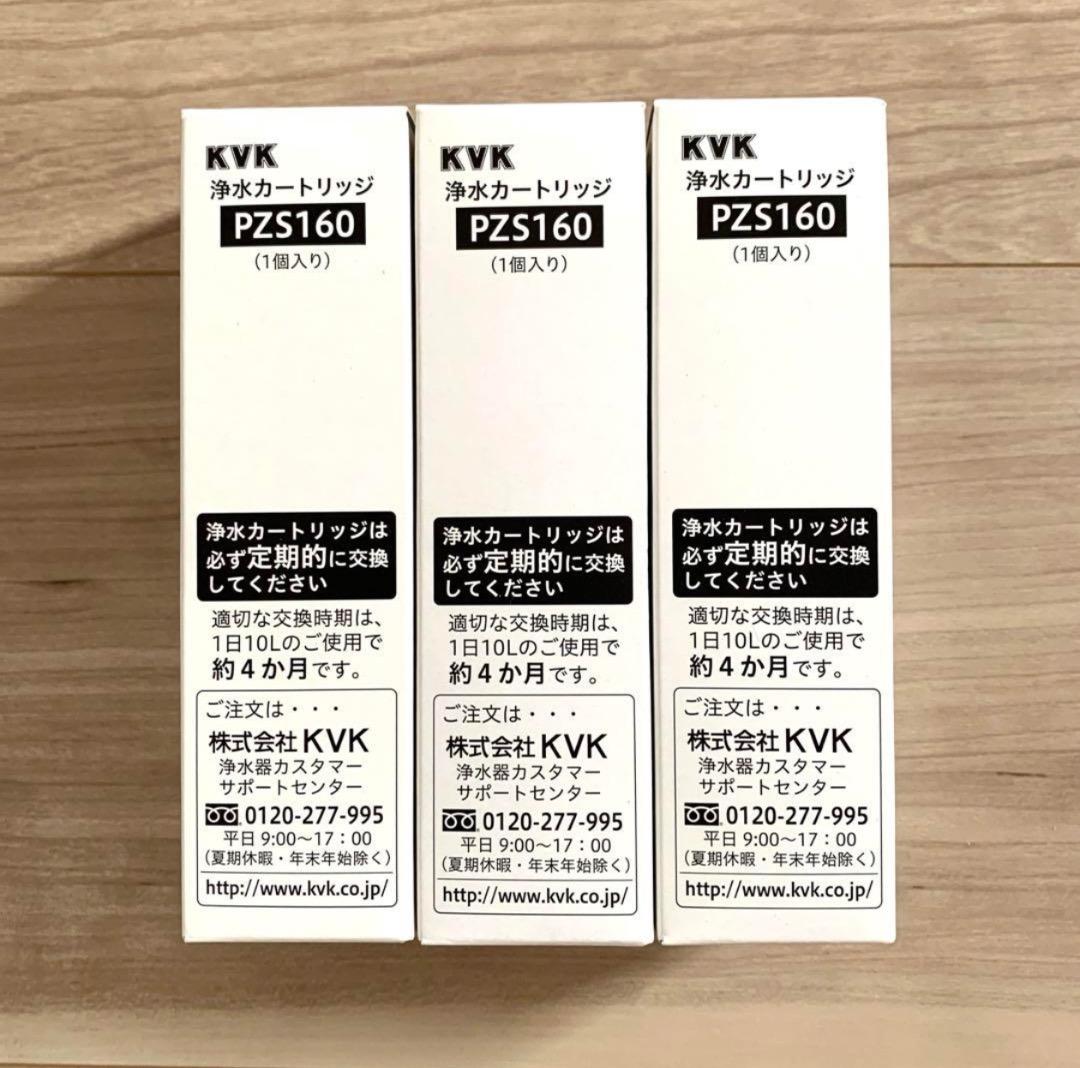 KVK
浄水カートリッジ
PZS160
(1個入り)
浄水カートリッジは
必ず定期的に交換
してください
適切な交換時期は、
1日10Lのご使用で
約4か月です。
ご注文は・・・
株式会社KVK
浄水器カスタマー
サポートセンター
0120-277-995
平日 9:00～17：00
(夏期休暇・年末年始除く)
http://www.kvk.co.jp/
KVK
浄水カートリッジ
PZS160
(1個入り)
浄水カートリッジは
必ず定期的に交換
してください
適切な交換時期は、
1日10Lのご使用で
約4か月です。
ご注文は・・・
株式会社KVK
浄水器カスタマー
サポートセンター
0120-277-995
平日 9:00～17：00
(夏期休暇・年末年始除く)
http://www.kvk.co.jp/
KVK
浄水カートリッジ
PZS160
(1個入り)
浄水カートリッジは
必ず定期的に交換
してください
適切な交換時期は、
1日10Lのご使用で
約4か月です。
ご注文は・・・
株式会社KVK
浄水器カスタマー
サポートセンター
0120-277-995
平日 9:00～17：00
(夏期休暇・年末年始除く)
http://www.kvk.co.jp/